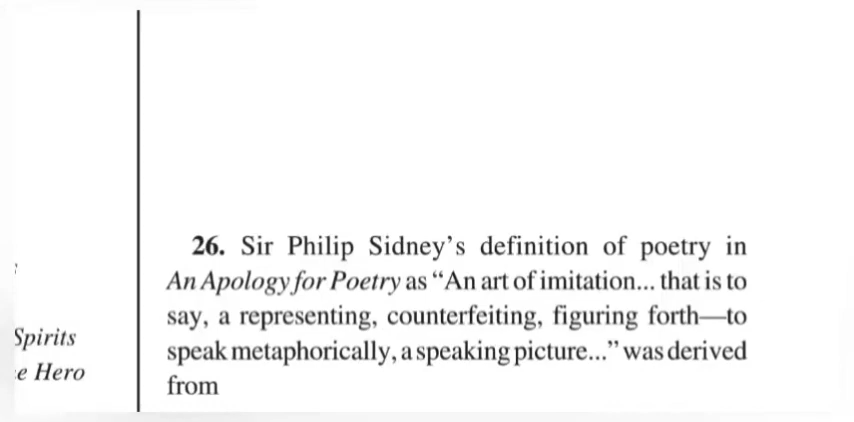 Spirits
e Hero
26. Sir Philip Sidney’s definition of poetry in
An Apology for Poetry as “An art of imitation... that is to
say, a representing, counterfeiting, figuring forth—to
speak metaphorically, a speaking picture...” was derived
from